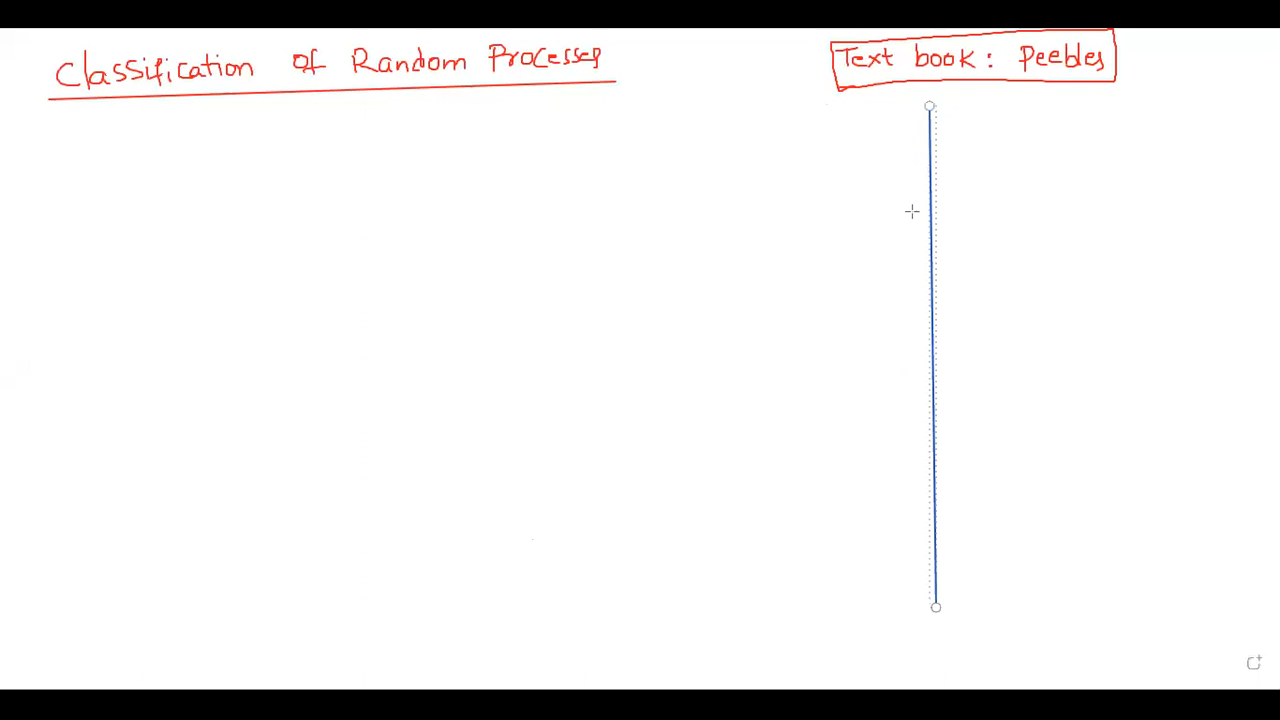 Classification of Random Processes
Text book: Peebles